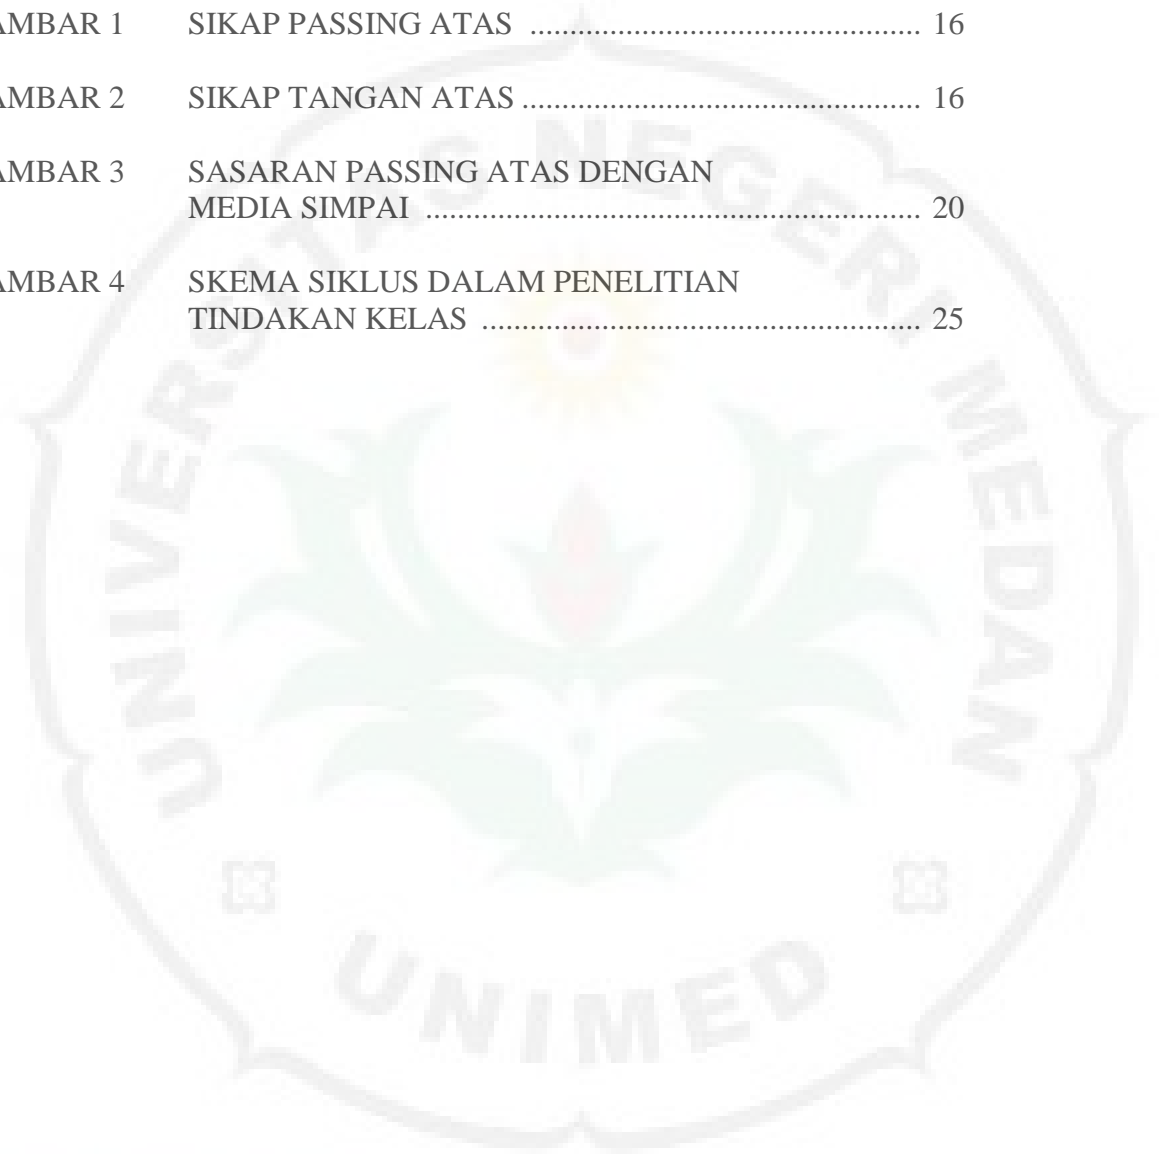 AMBAR 1 SIKAP PASSING ATAS ................................................. 16
AMBAR 2 SIKAP TANGAN ATAS .................................................. 16
AMBAR 3 SASARAN PASSING ATAS DENGAN
MEDIA SIMPAI .............................................................. 20
AMBAR 4 SKEMA SIKLUS DALAM PENELITIAN
TINDAKAN KELAS ....................................................... 25
UNIVERSITAS NEGERI MEDAN
UNIMED